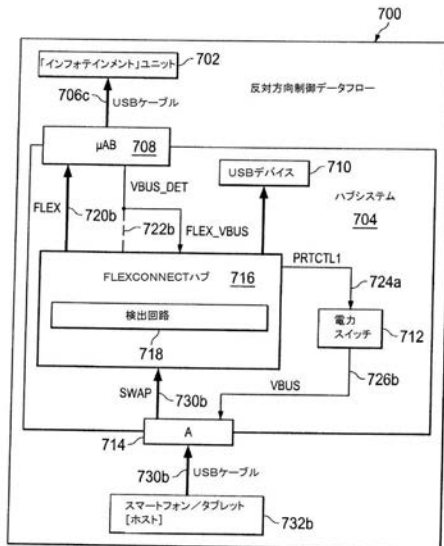 700
「インフォテインメント」ユニット 702
706c USBケーブル
反対方向制御データフロー
μAB 708
USBデバイス 710
VBUS_DET
ハブシステム
704
FLEX
720b
722b
FLEX_VBUS
PRTCTL1
FLEXCONNECTハブ 716
724a
検出回路
電力
スイッチ
712
718
SWAP
730b
VBUS
726b
714
A
730b
USBケーブル
スマートフォン/タブレット
[ホスト]
732b